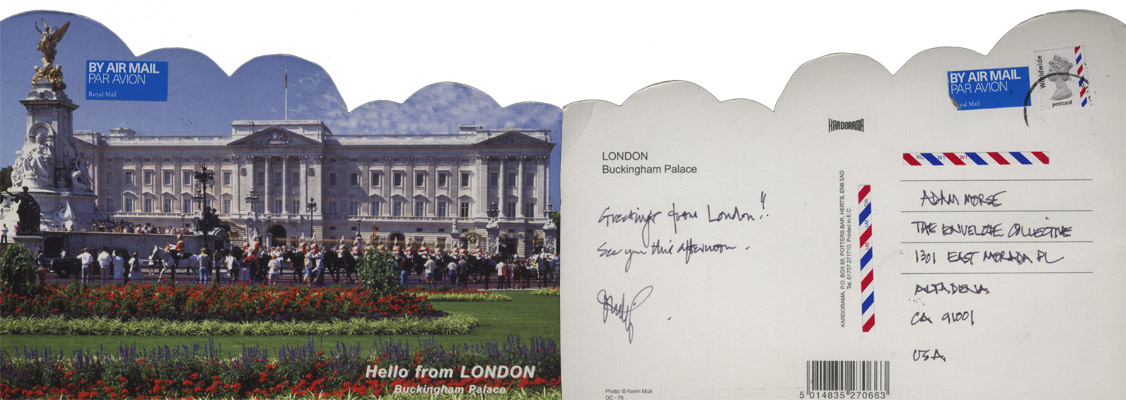 BY AIR MAIL
PAR AVION
Royal Mail
Hello from LONDON
Buckingham Palace
KARDORAMA
LONDON
Buckingham Palace
Greetings from London!!
See you this afternoon.
Photo: © Kevin Muir
DC - 76
KARDORAMA, P.O. BOX 85, POTTERS BAR, HERTS, EN6 5AD
Tel. 01707 271710. Printed in E.C.
5 014835 270663
BY AIR MAIL
PAR AVION
Royal Mail
Worldwide
postcard
ADAM MORSE
THE ENVELOPE COLLECTIVE
1301 EAST MORADA PL
ALTADENA
CA 91001
USA